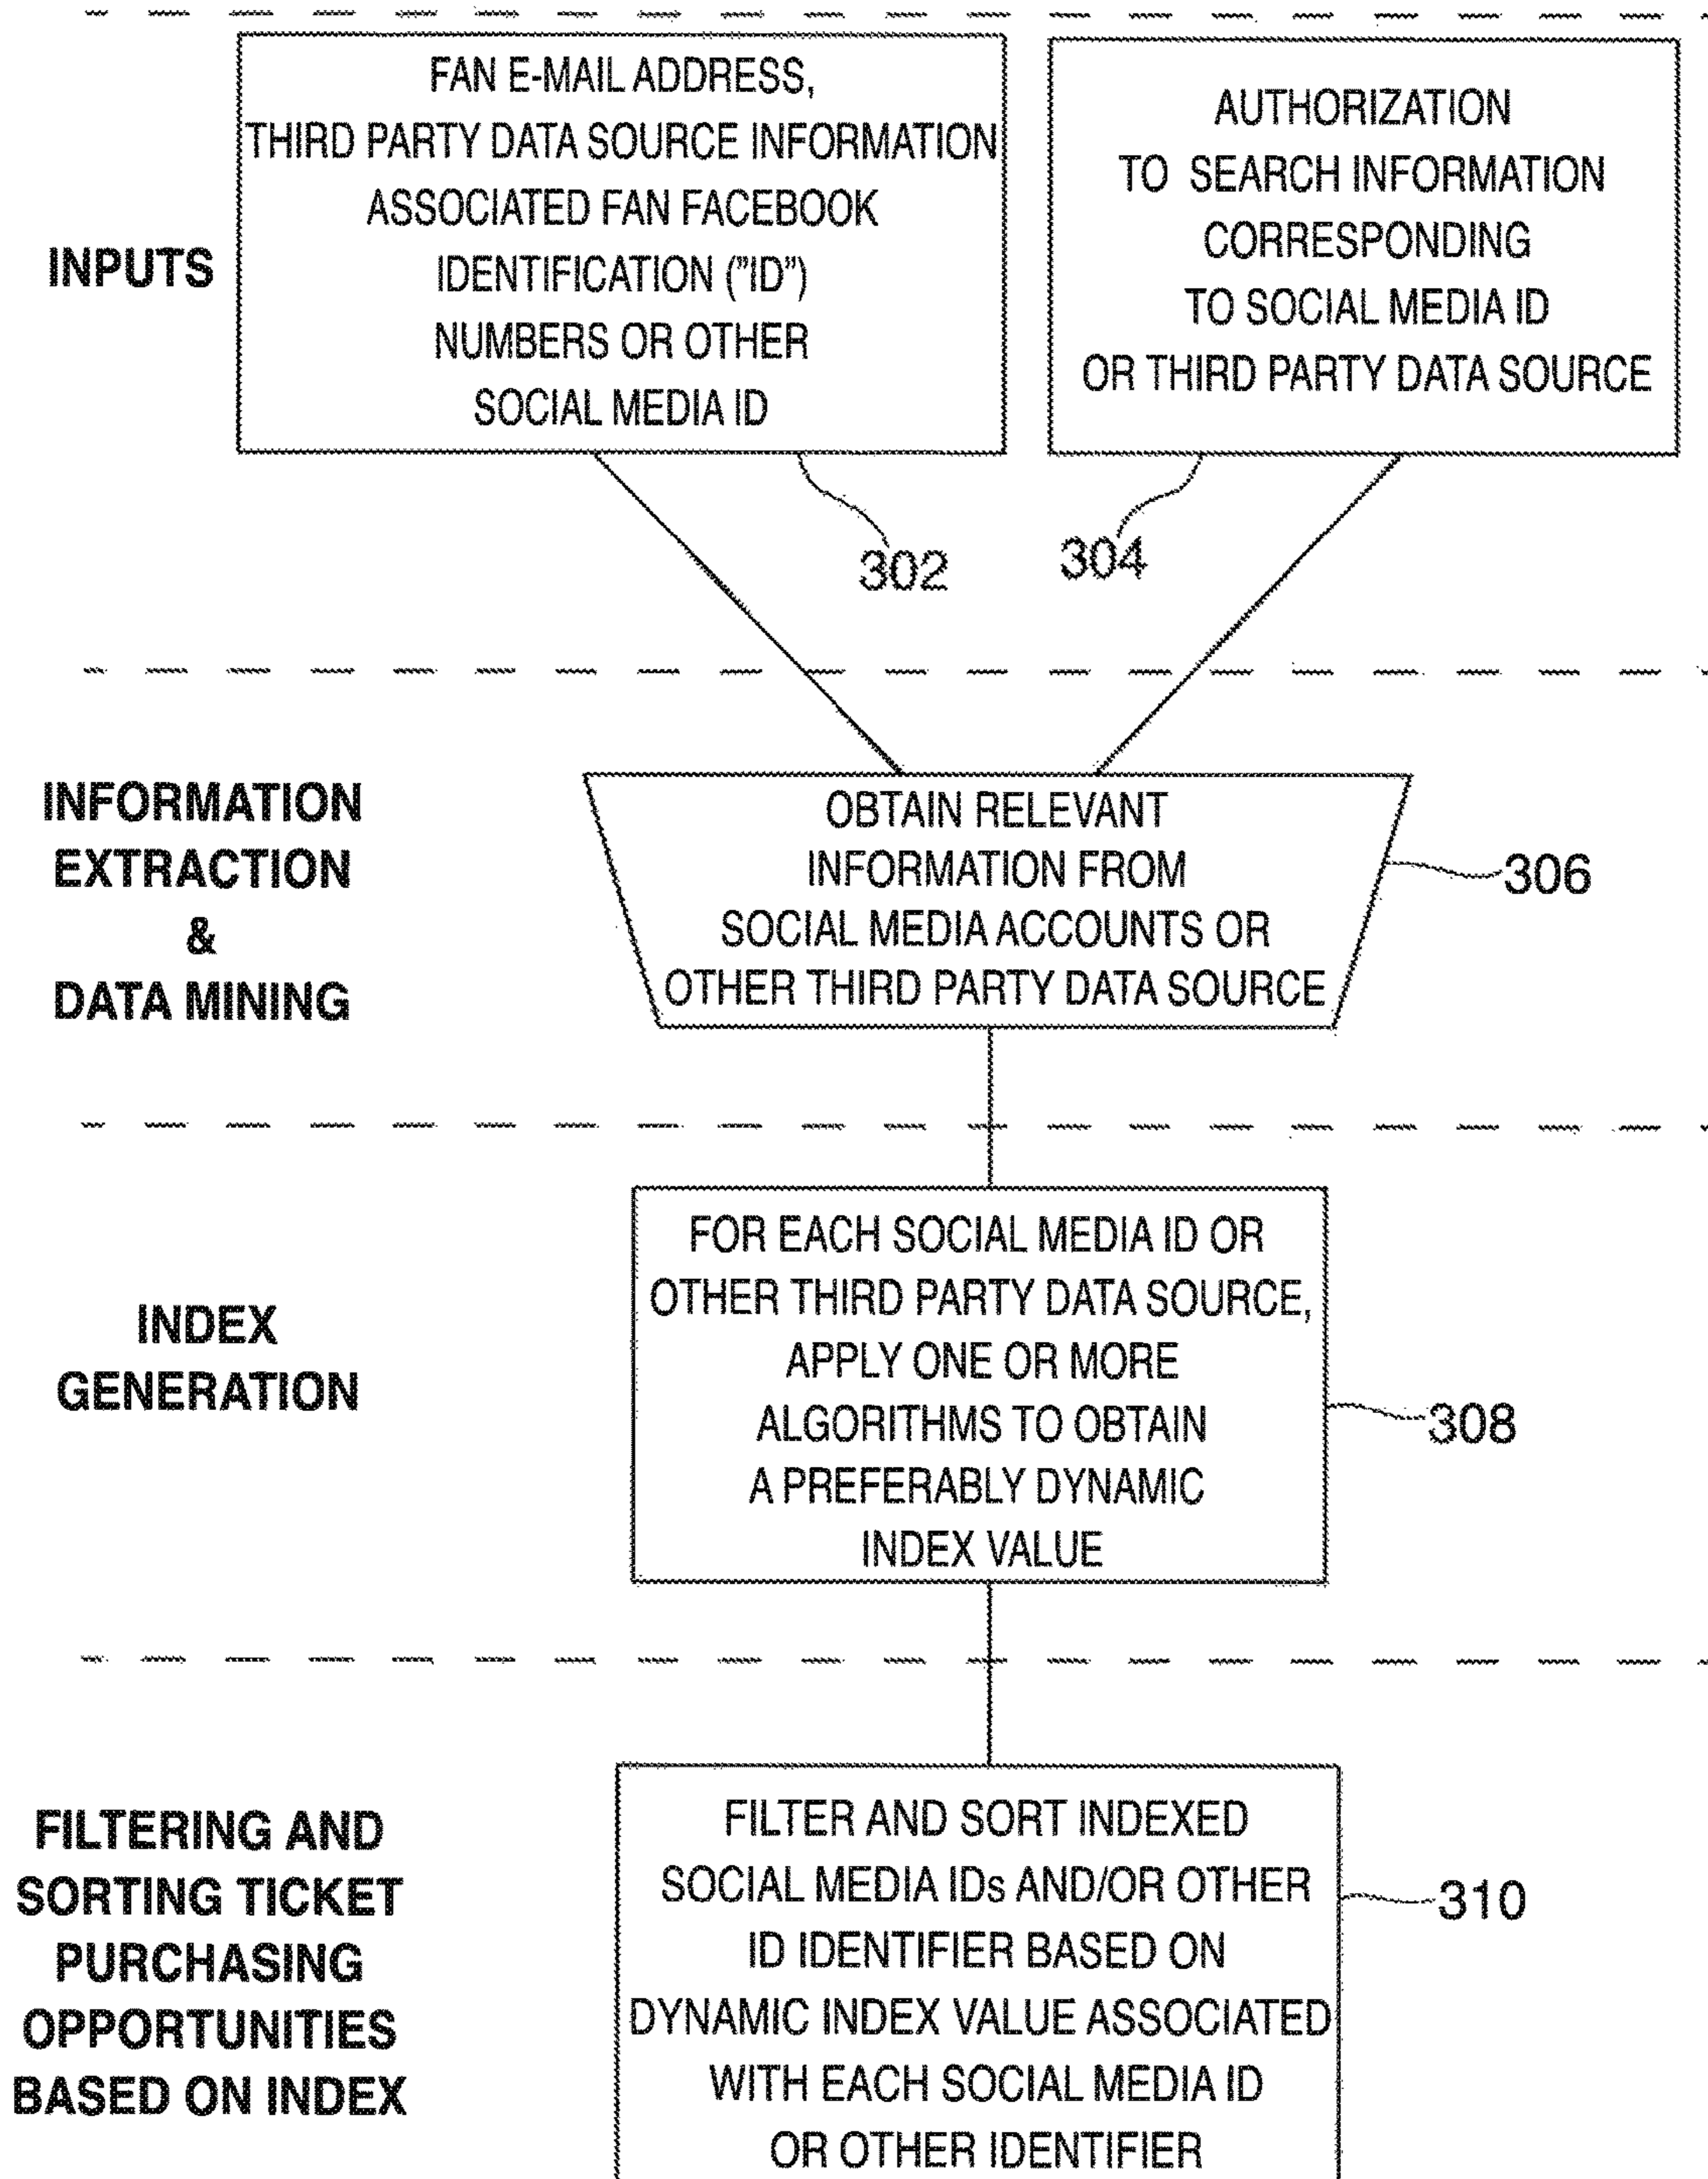 FAN E-MAIL ADDRESS,
THIRD PARTY DATA SOURCE INFORMATION
ASSOCIATED FAN FACEBOOK
IDENTIFICATION ("ID")
NUMBERS OR OTHER
SOCIAL MEDIA ID
AUTHORIZATION
TO SEARCH INFORMATION
CORRESPONDING
TO SOCIAL MEDIA ID
OR THIRD PARTY DATA SOURCE
INPUTS
302
304
INFORMATION
EXTRACTION
&
DATA MINING
OBTAIN RELEVANT
INFORMATION FROM
SOCIAL MEDIA ACCOUNTS OR
OTHER THIRD PARTY DATA SOURCE
306
INDEX
GENERATION
FOR EACH SOCIAL MEDIA ID OR
OTHER THIRD PARTY DATA SOURCE,
APPLY ONE OR MORE
ALGORITHMS TO OBTAIN
A PREFERABLY DYNAMIC
INDEX VALUE
308
FILTERING AND
SORTING TICKET
PURCHASING
OPPORTUNITIES
BASED ON INDEX
FILTER AND SORT INDEXED
SOCIAL MEDIA IDs AND/OR OTHER
ID IDENTIFIER BASED ON
DYNAMIC INDEX VALUE ASSOCIATED
WITH EACH SOCIAL MEDIA ID
OR OTHER IDENTIFIER
310